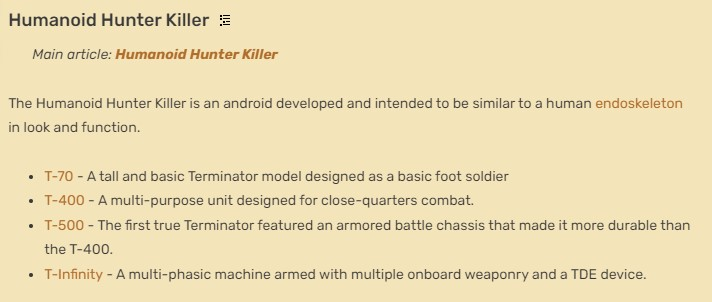 Humanoid Hunter Killer
Main article: Humanoid Hunter Killer
The Humanoid Hunter Killer is an android developed and intended to be similar to a human endoskeleton
in look and function.
• T-70 - A tall and basic Terminator model designed as a basic foot soldier
• T-400 - A multi-purpose unit designed for close-quarters combat.
• T-500 - The first true Terminator featured an armored battle chassis that made it more durable than
the T-400.
• T-Infinity - A multi-phasic machine armed with multiple onboard weaponry and a TDE device.